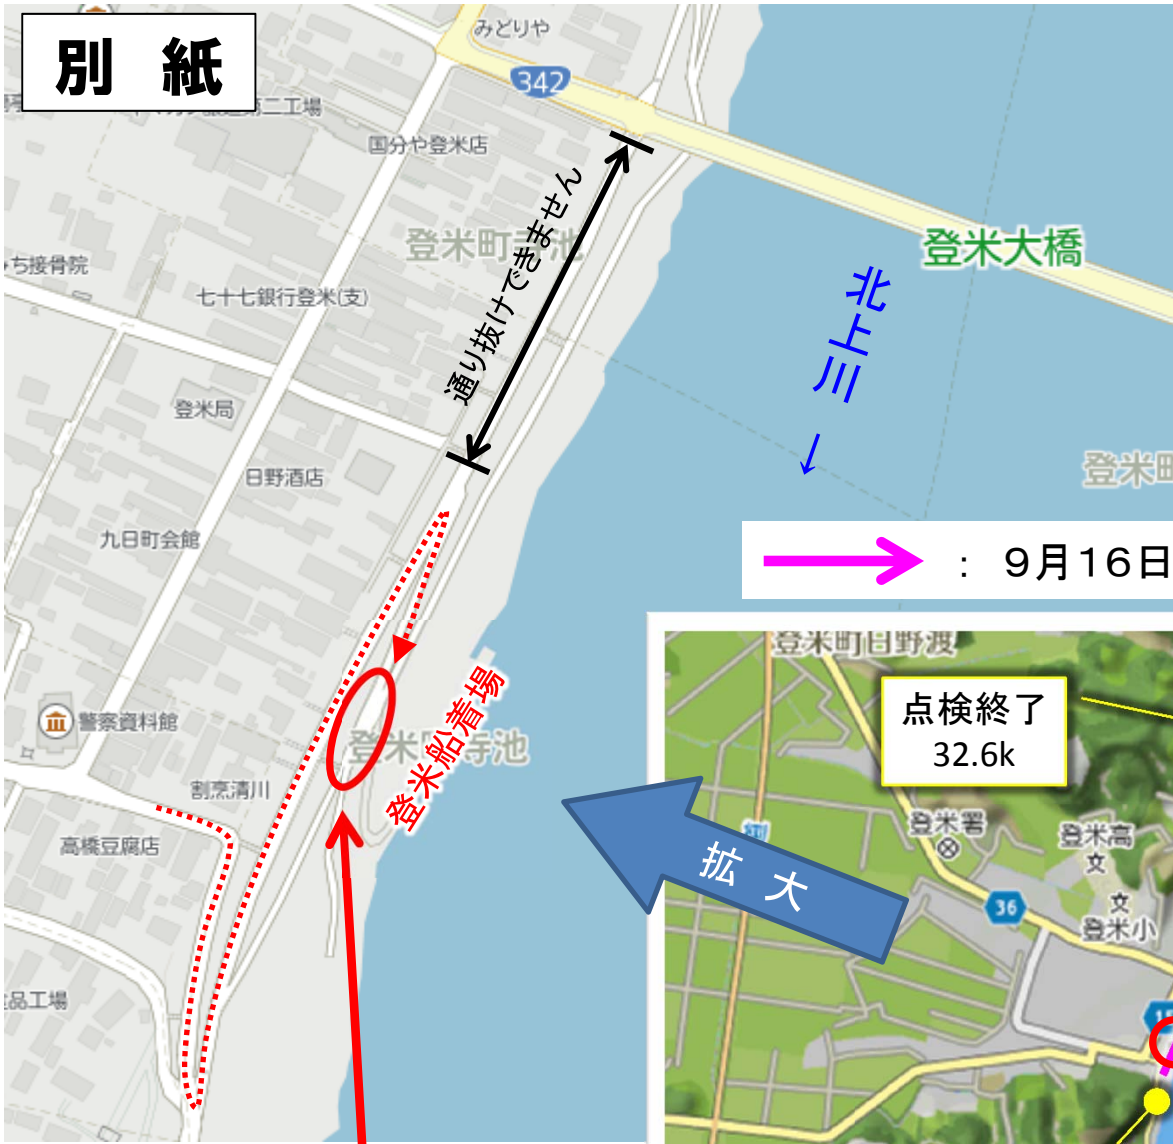 別 紙
みどりや
342
第二工場
国分や登米店
通り抜けできません
登米町寺池
登米大橋
ち接骨院
七十七銀行登米(支)
北上川
←
登米局
日野酒店
登米町
九日町会館
: 9月16日
登米町日野渡
点検終了
32.6k
警察資料館
登米町寺池
登米船着場
割烹清川
高橋豆腐店
拡 大
登米署
登米高
文
36
文
登米小
品工場